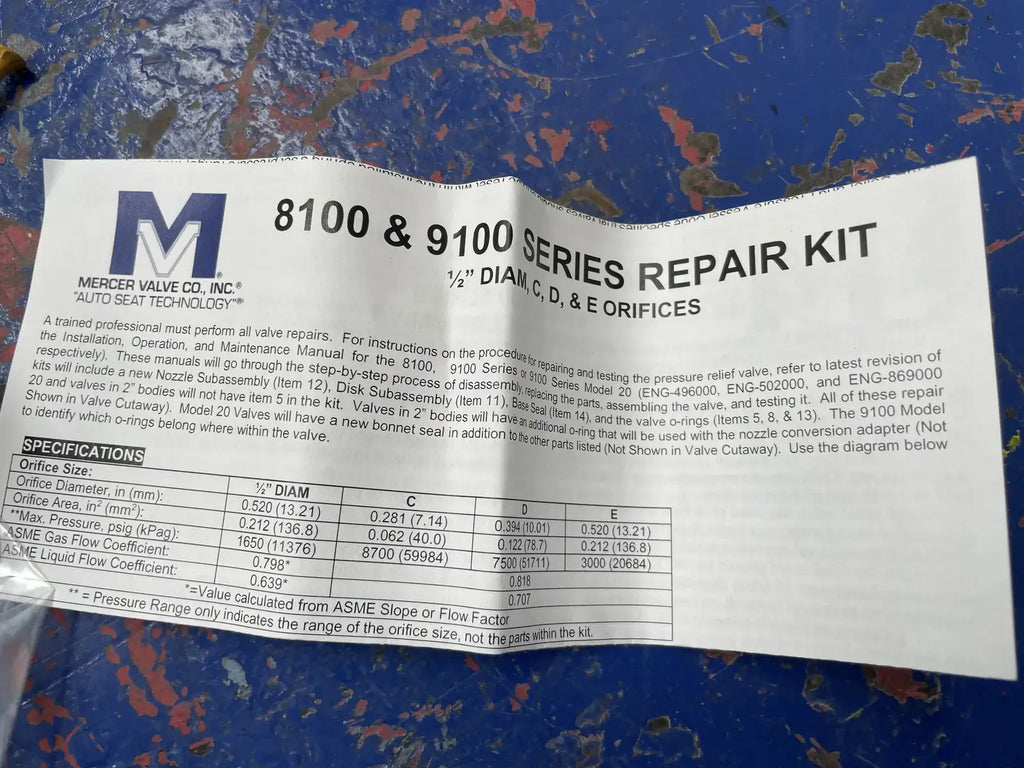 8100 & 9100 SERIES REPAIR KIT
½” DIAM, C, D, & E ORIFICES
MV®
MERCER VALVE CO., INC.®
"AUTO SEAT TECHNOLOGY"®
A trained professional must perform all valve repairs. For instructions on the procedure for repairing and testing the pressure relief valve, refer to latest revision of
the Installation, Operation, and Maintenance Manual for the 8100, 9100 Series or 9100 Series Model 20 (ENG-496000, ENG-502000, and ENG-869000
respectively). These manuals will go through the step-by-step process of disassembly, replacing the parts, assembling the valve, and testing it. All of these repair
kits will include a new Nozzle Subassembly (Item 12), Disk Subassembly (Item 11), Base Seal (Item 14), and the valve o-rings (Items 5, 8, & 13). The 9100 Model
20 and valves in 2” bodies will not have item 5 in the kit. Valves in 2” bodies will have an additional o-ring that will be used with the nozzle conversion adapter (Not
Shown in Valve Cutaway). Model 20 Valves will have a new bonnet seal in addition to the other parts listed (Not Shown in Valve Cutaway). Use the diagram below
to identify which o-rings belong where within the valve.
SPECIFICATIONS
Orifice Size: ½” DIAM C D E
Orifice Diameter, in (mm): 0.520 (13.21) 0.281 (7.14) 0.394 (10.01) 0.520 (13.21)
Orifice Area, in² (mm²): 0.212 (136.8) 0.062 (40.0) 0.122 (78.7) 0.212 (136.8)
**Max. Pressure, psig (kPag): 1650 (11376) 8700 (59984) 7500 (51711) 3000 (20684)
ASME Gas Flow Coefficient: 0.798* 0.818
ASME Liquid Flow Coefficient: 0.639* 0.707
*=Value calculated from ASME Slope or Flow Factor
** = Pressure Range only indicates the range of the orifice size, not the parts within the kit.